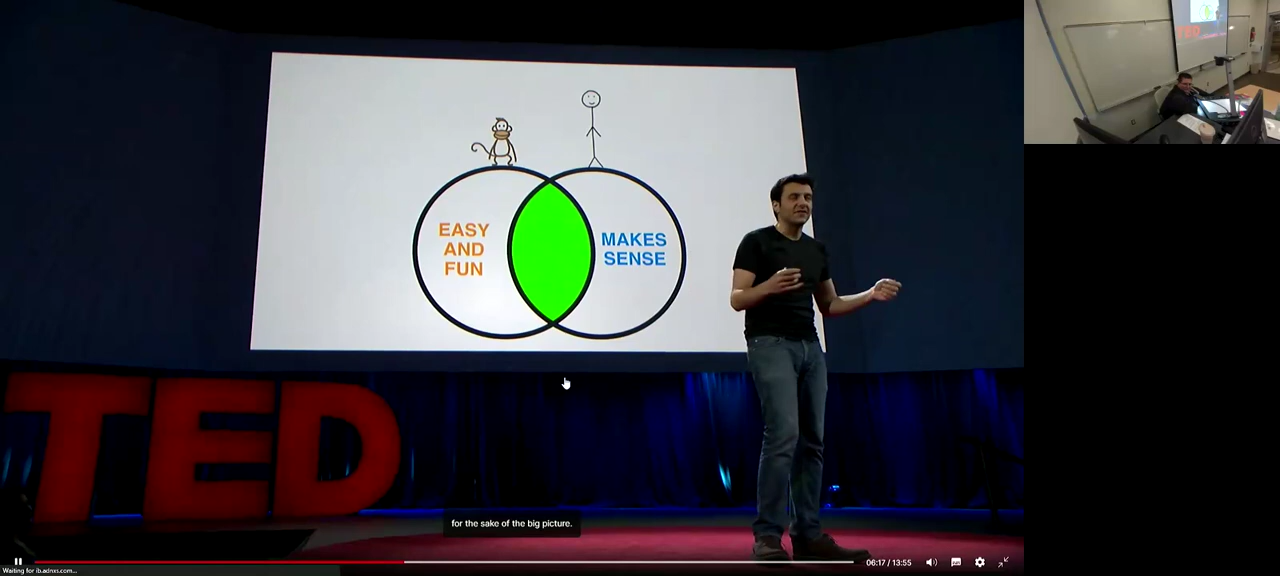 EASY
AND
FUN
MAKES
SENSE
TED
for the sake of the big picture.
06:17 / 13:55
Waiting for ib.adnxs.com...
TED